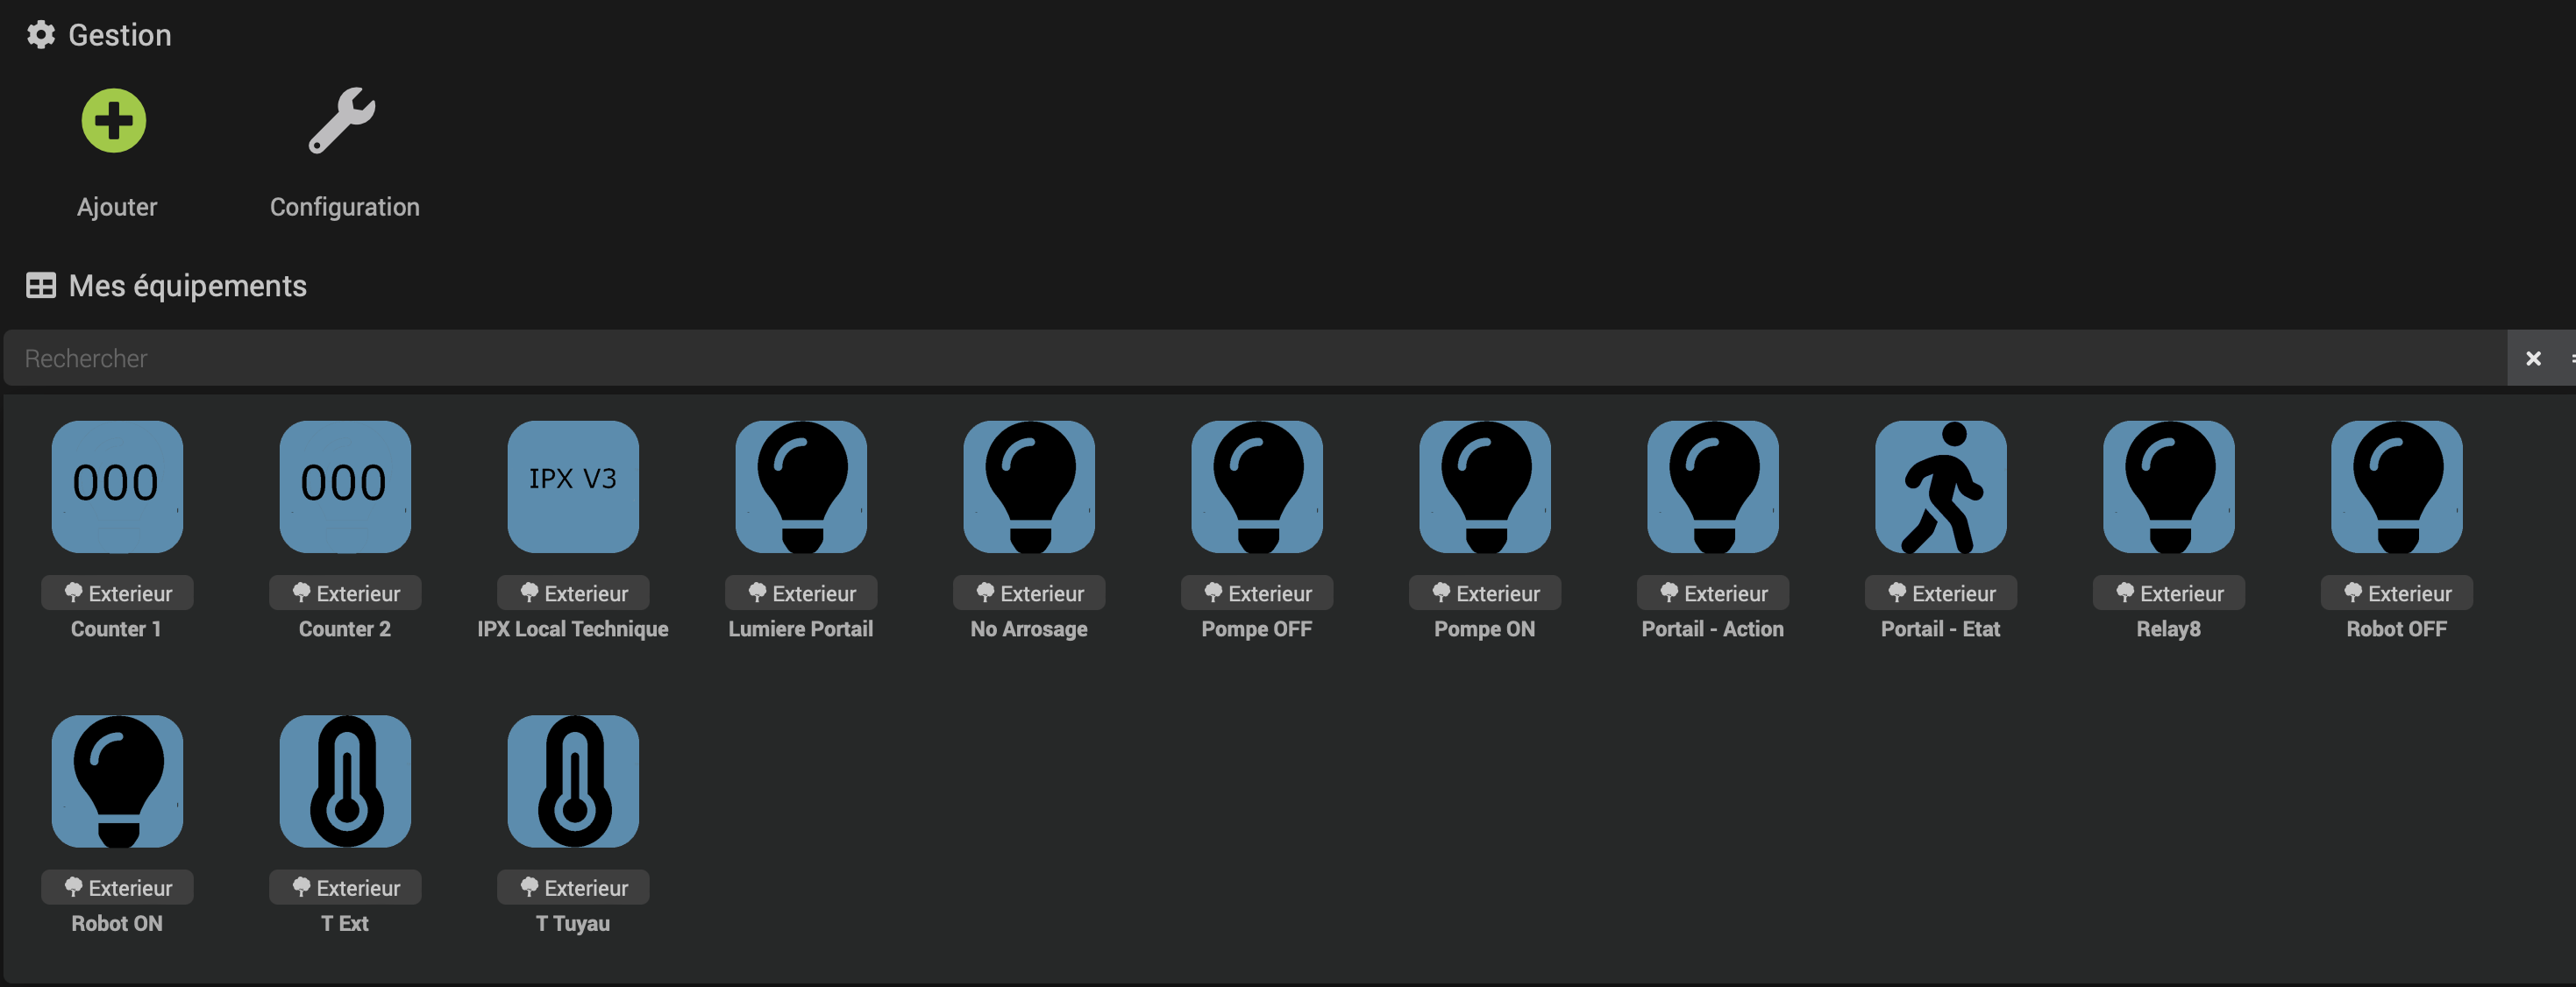 Gestion
Ajouter Configuration
Mes équipements
Rechercher
000 000 IPX V3
Exterieur Exterieur Exterieur Exterieur Exterieur Exterieur Exterieur Exterieur Exterieur Exterieur Exterieur
Counter 1 Counter 2 IPX Local Technique Lumiere Portail No Arrosage Pompe OFF Pompe ON Portail - Action Portail - Etat Relay8 Robot OFF
Exterieur Exterieur Exterieur
Robot ON T Ext T Tuyau